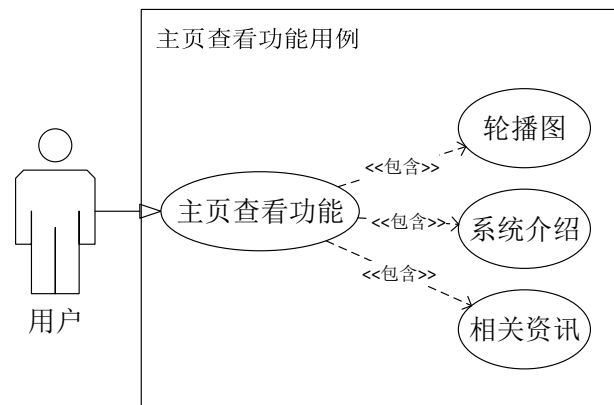 主页查看功能用例
轮播图
<<包含>>
主页查看功能
<<包含>>
系统介绍
<<包含>>
用户
相关资讯